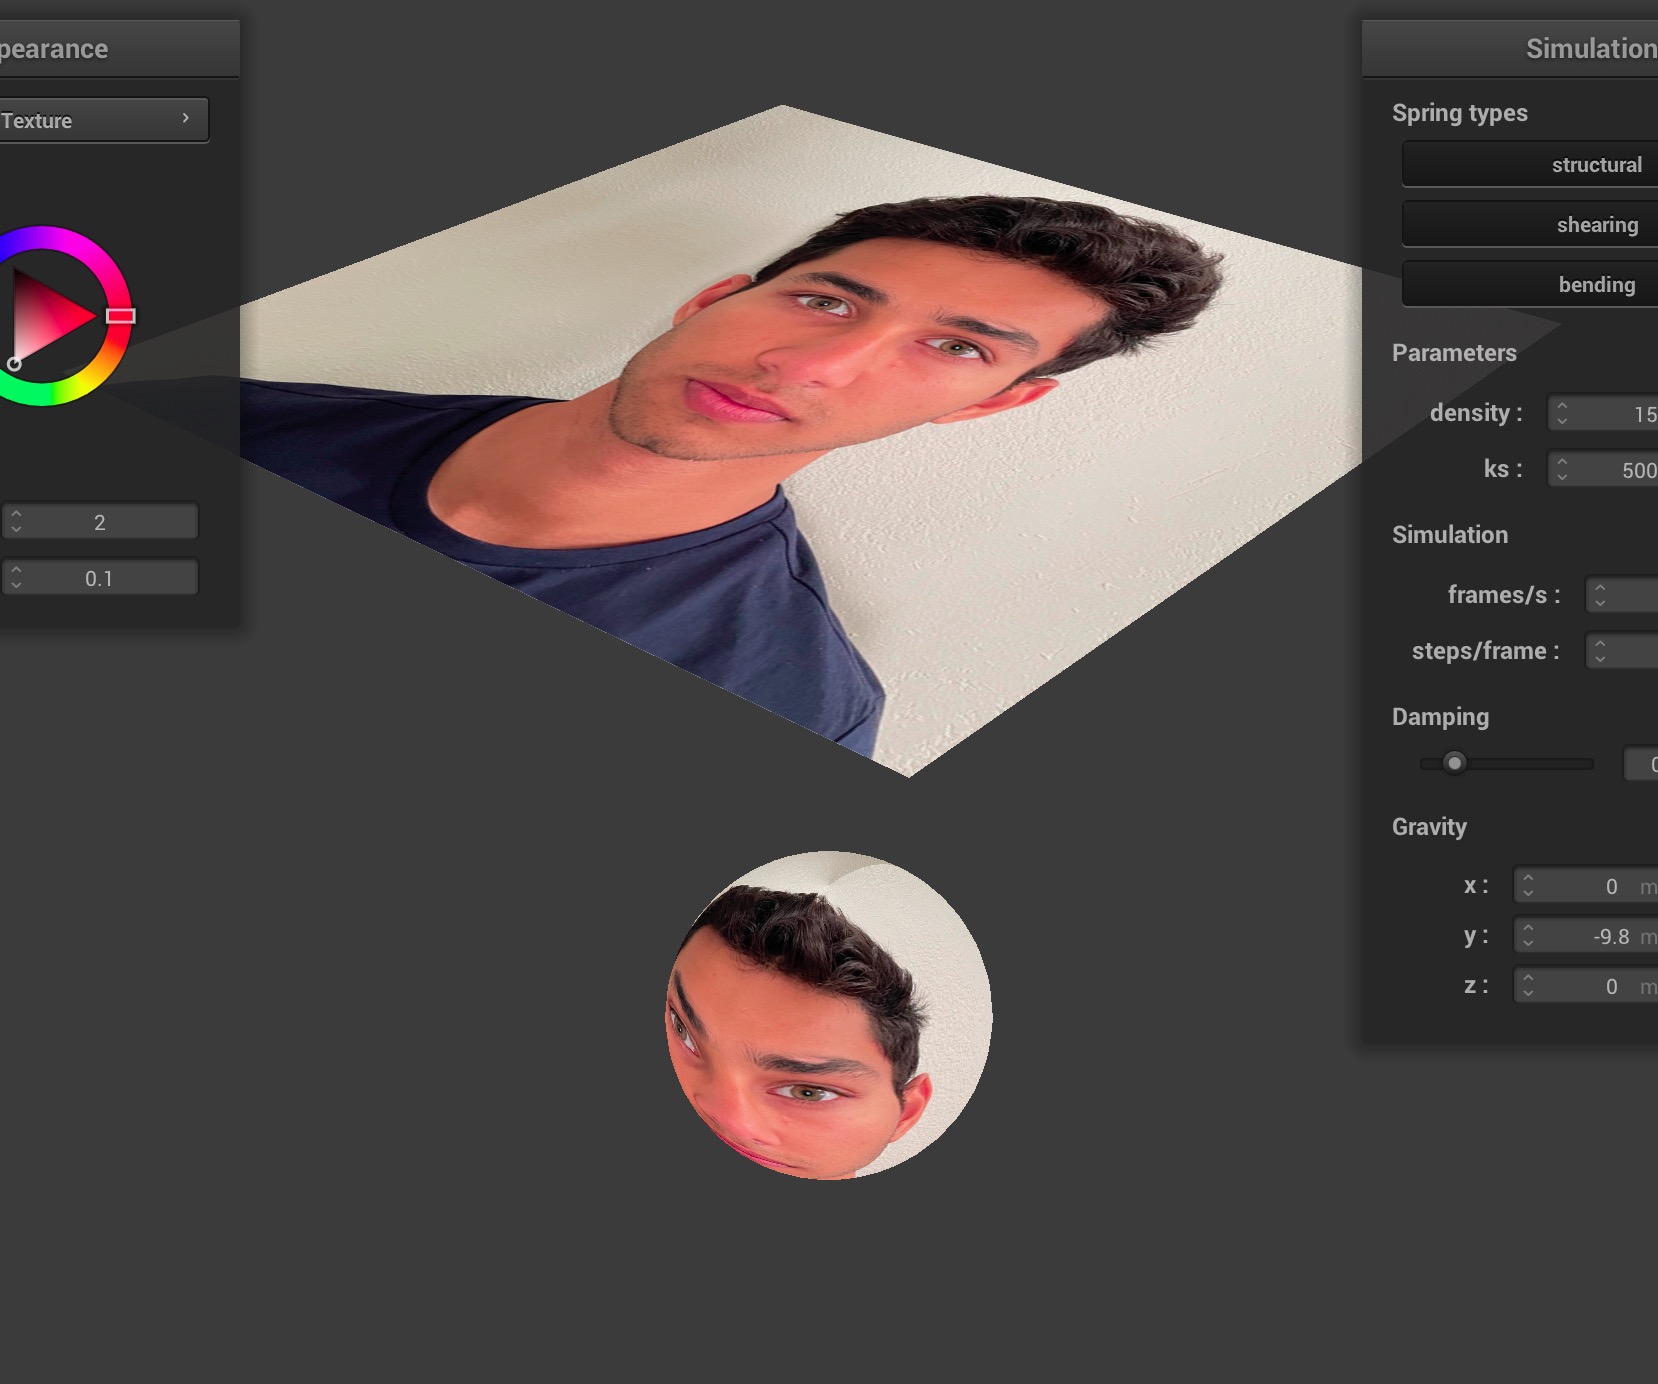 pearance
Texture
2
0.1
Simulation
Spring types
structural
shearing
bending
Parameters
density :
15
ks :
500
Simulation
frames/s :
steps/frame :
Damping
Gravity
x :
0 m
y :
-9.8 m
z :
0 m